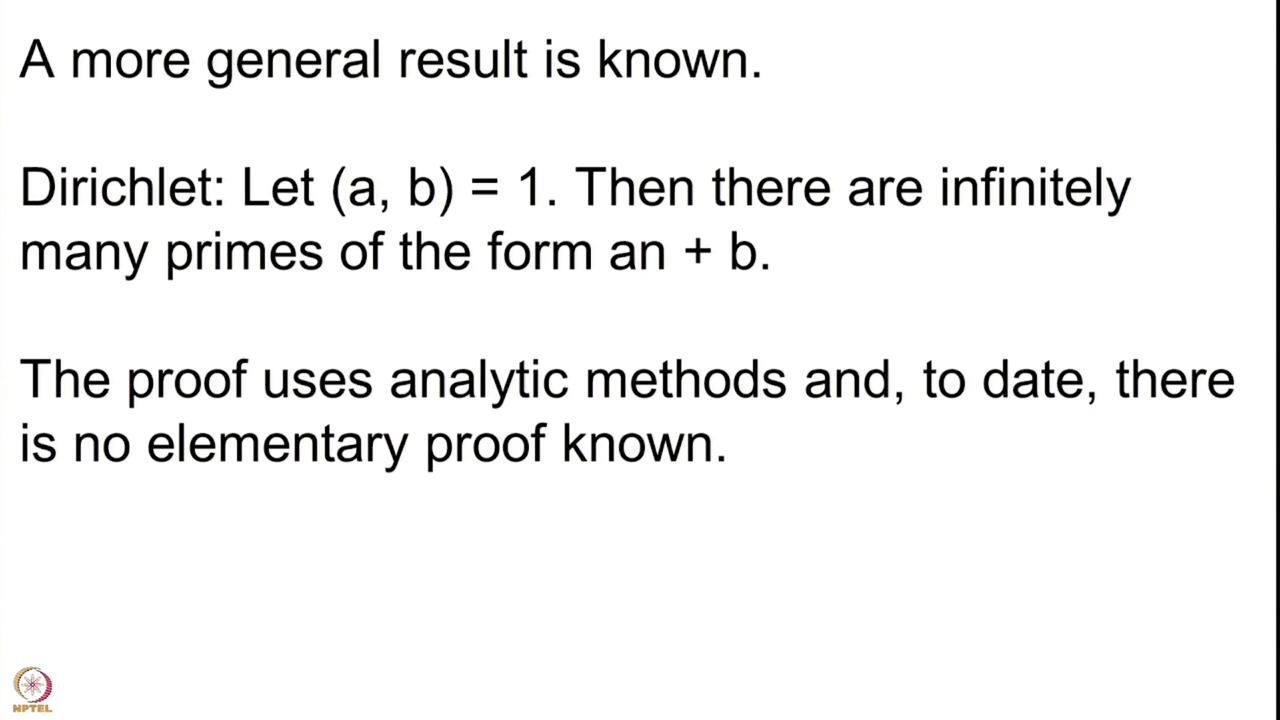 A more general result is known.
Dirichlet: Let (a, b) = 1. Then there are infinitely
many primes of the form an + b.
The proof uses analytic methods and, to date, there
is no elementary proof known.
NPTEL